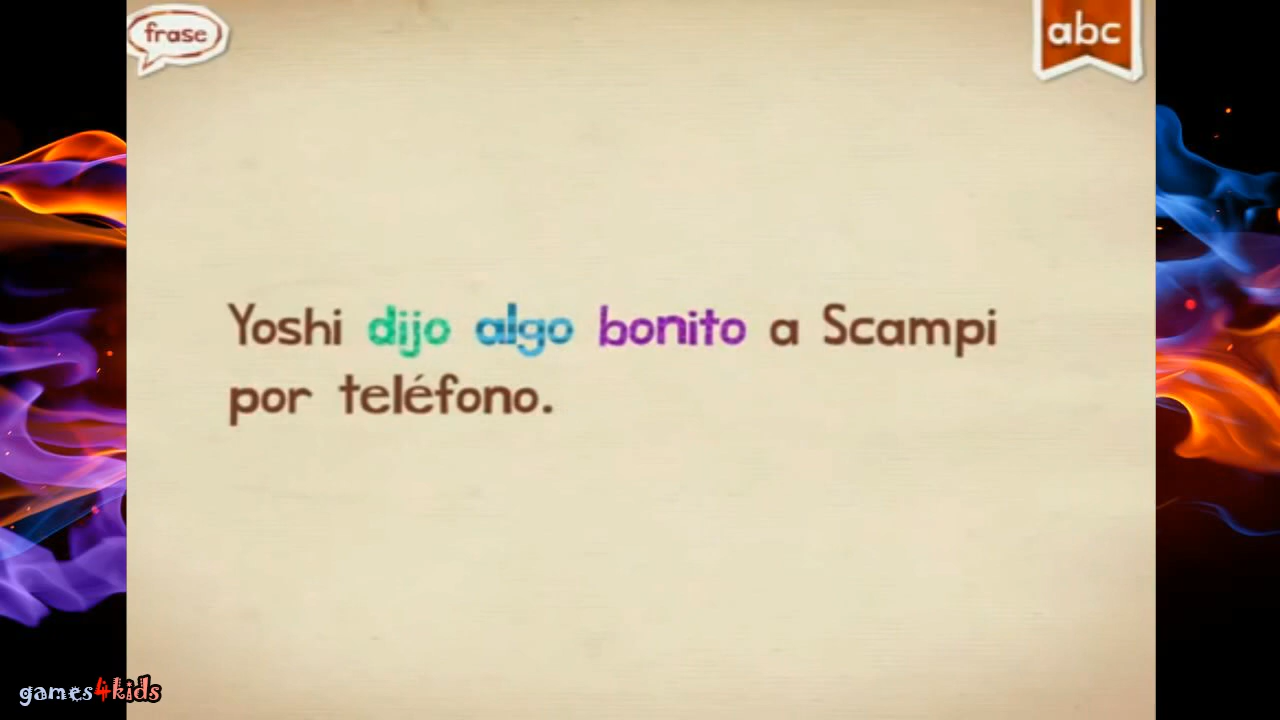 frase
abc
Yoshi dijo algo bonito a Scampi
por teléfono.
games4kids